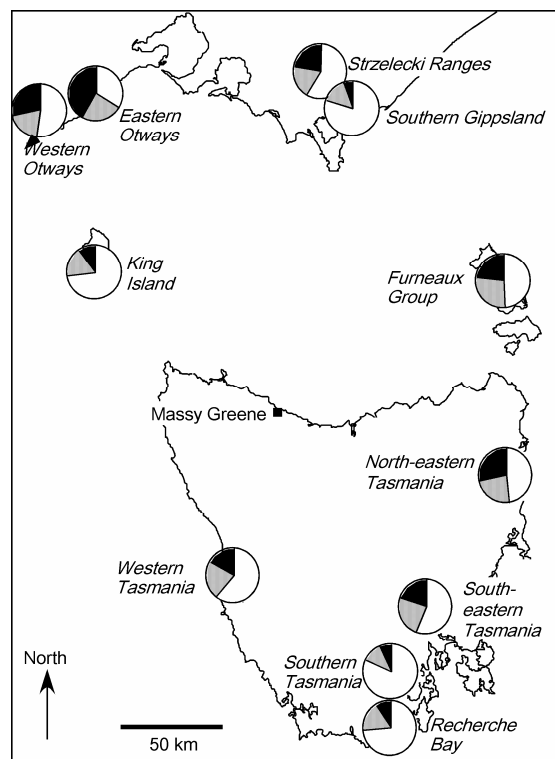 Strzelecki Ranges
Southern Gippsland
Eastern
Otways
Western
Otways
King
Island
Furneaux
Group
Massy Greene
North-eastern
Tasmania
Western
Tasmania
South-
eastern
Tasmania
Southern
Tasmania
Recherche
Bay
North
50 km